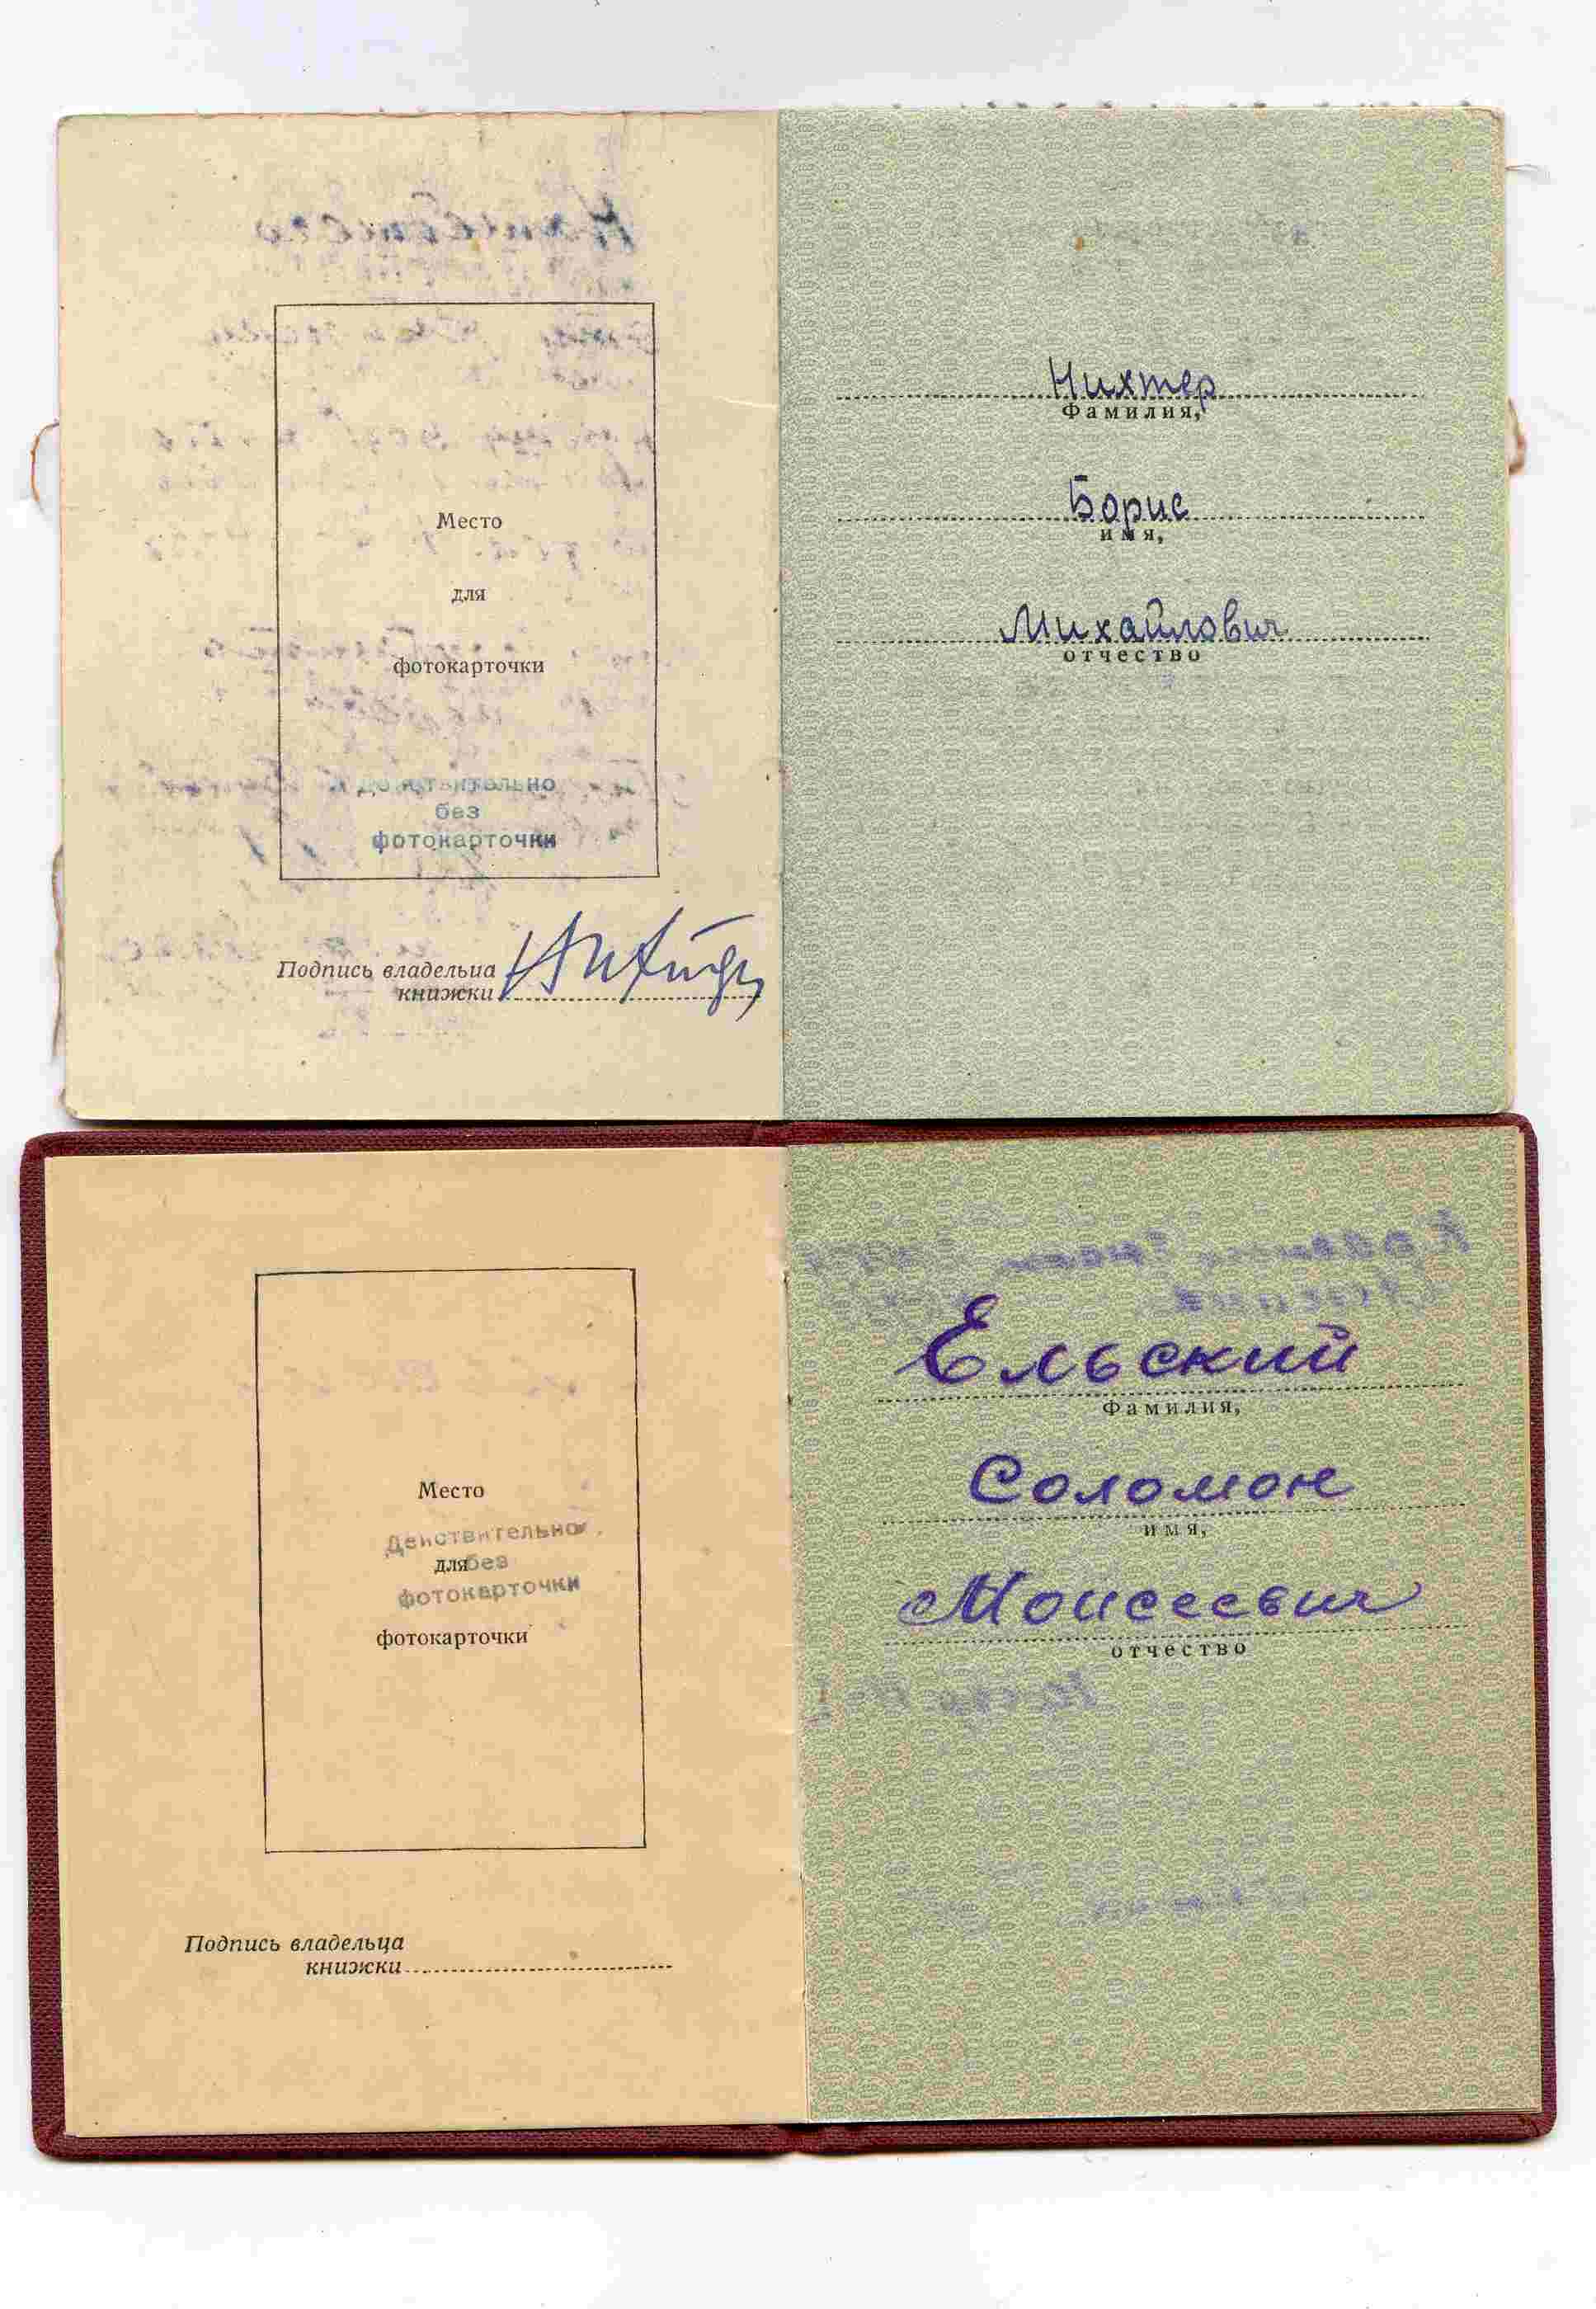 Место
для
фотокарточки
Действительно
без
фотокарточки
Подпись владельца
книжки
Нихтер
Фамилия,
Борис
имя,
Михайлович
отчество
Место
Действительно
для без
фотокарточки
фотокарточки
Подпись владельца
книжки
Ельский
Фамилия,
Соломон
имя,
Моисеевич
отчество